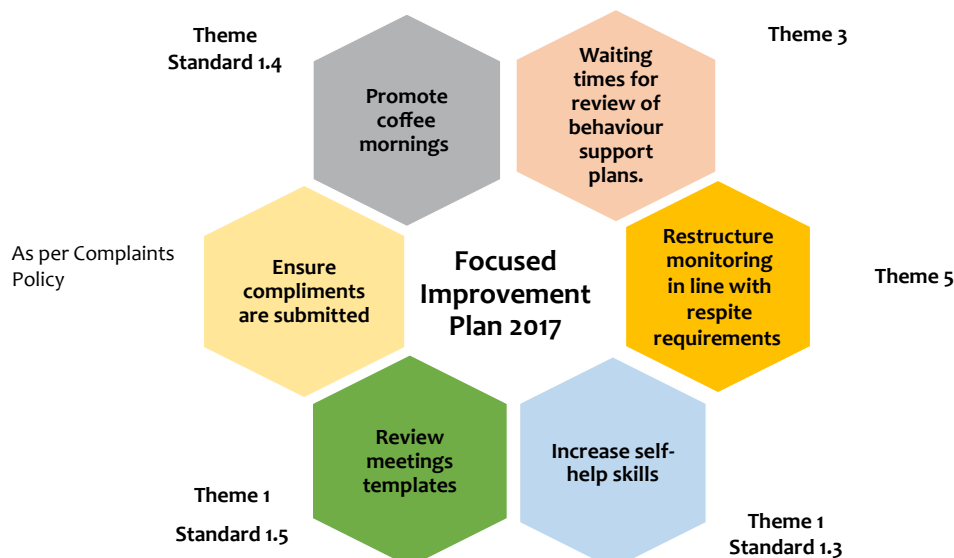 Theme
Standard 1.4
Promote
coffee
mornings
Waiting
times for
review of
behaviour
support
plans.
Theme 3
As per Complaints
Policy
Ensure
compliments
are submitted
Focused
Improvement
Plan 2017
Restructure
monitoring
in line with
respite
requirements
Theme 5
Review
meetings
templates
Increase self-
help skills
Theme 1
Standard 1.5
Theme 1
Standard 1.3